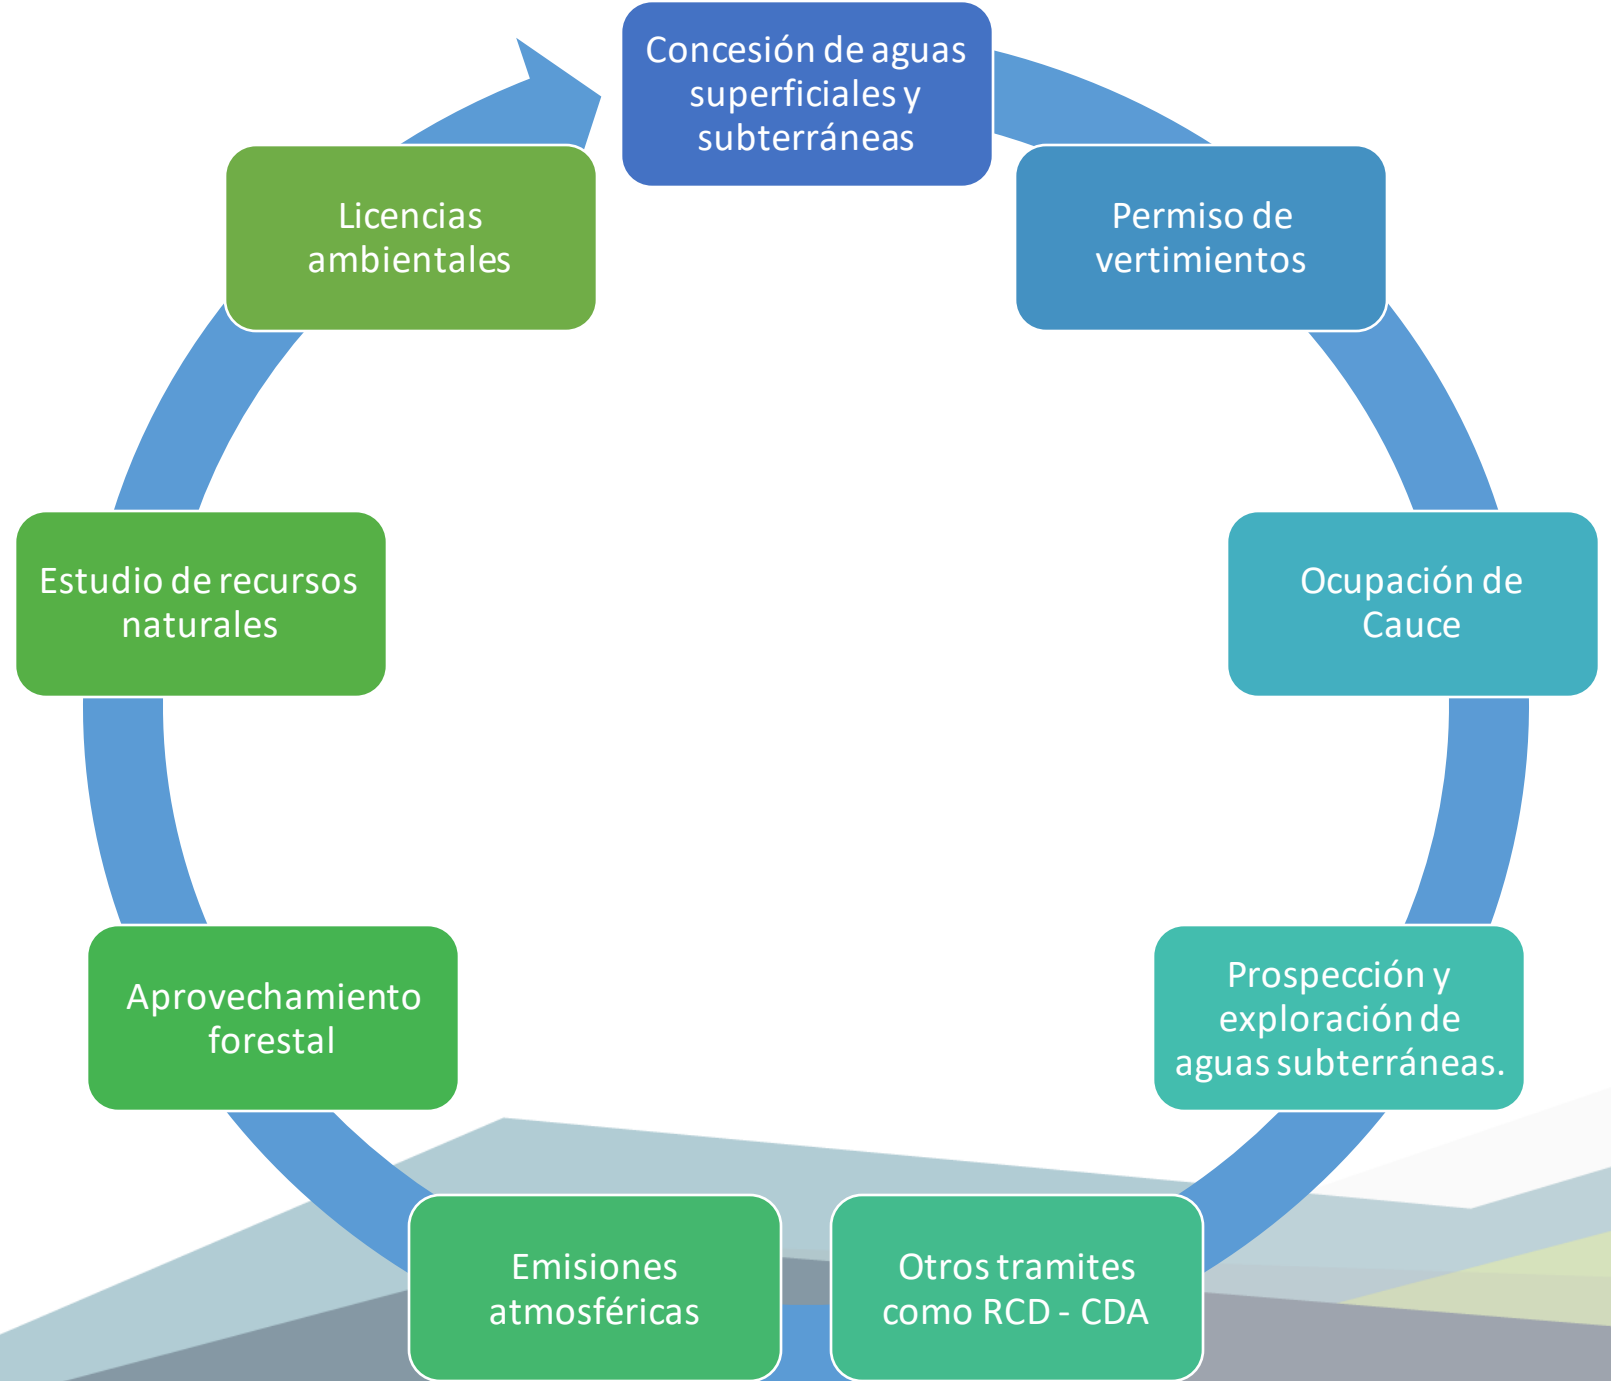 Concesión de aguas
superficiales y
subterráneas
Permiso de
vertimientos
Ocupación de
Cauce
Prospección y
exploración de
aguas subterráneas.
Otros tramites
como RCD - CDA
Emisiones
atmosféricas
Aprovechamiento
forestal
Estudio de recursos
naturales
Licencias
ambientales